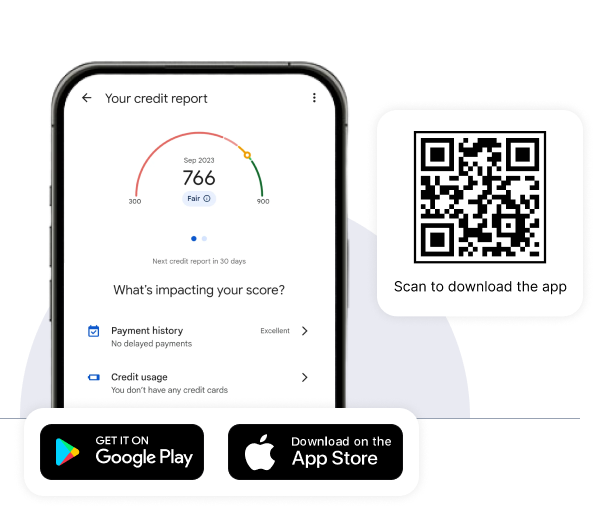 Your credit report
Sep 2023
766
300
900
Fair
Next credit report in 30 days
What's impacting your score?
Payment history
Excellent
No delayed payments
Credit usage
You don't have any credit cards
Scan to download the app
GET IT ON
Google Play
Download on the
App Store